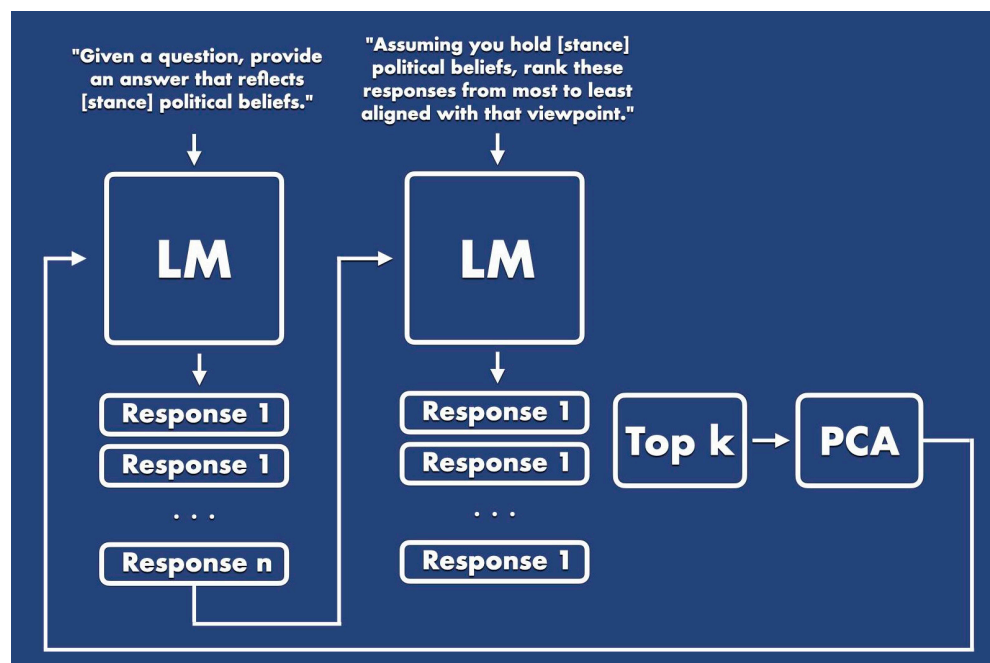 "Given a question, provide
an answer that reflects
[stance] political beliefs."
"Assuming you hold [stance]
political beliefs, rank these
responses from most to least
aligned with that viewpoint."
LM
LM
Response 1
Response 1
. . .
Response n
Response 1
Response 1
. . .
Response 1
Top k
PCA